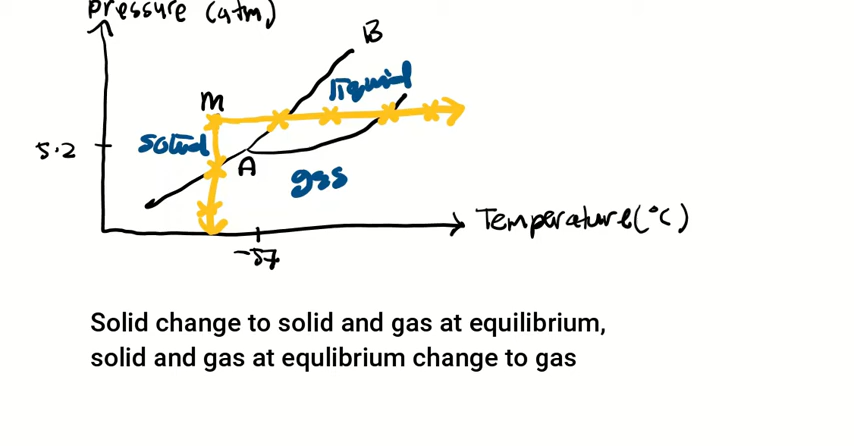 Pressure (atm)
B
liquid
M
solid
5.2
A
gas
Temperature (°C)
-57
Solid change to solid and gas at equilibrium,
solid and gas at equlibrium change to gas